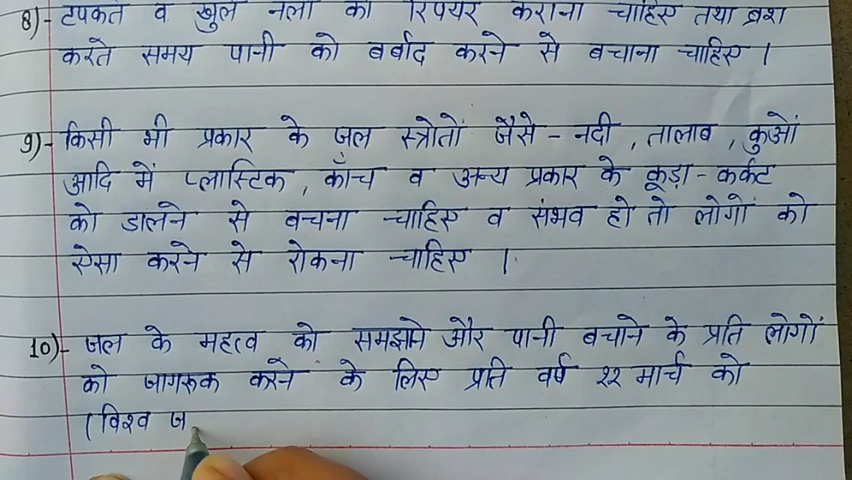 8)- टपकते व खुले नलों को रिपेयर कराना चाहिए तथा ब्रश
करते समय पानी को बर्बाद करने से बचाना चाहिए ।
9)- किसी भी प्रकार के जल स्त्रोतों जैसे - नदी , तालाब , कुओं
आदि में प्लास्टिक , काँच व अन्य प्रकार के कूड़ा - कर्कट
को डालने से बचना चाहिए व संभव हो तो लोगों को
ऐसा करने से रोकना चाहिए ।
10)- जल के महत्व को समझने और पानी बचाने के प्रति लोगों
को जागरूक करने के लिए प्रति वर्ष २२ मार्च को
(विश्व ज